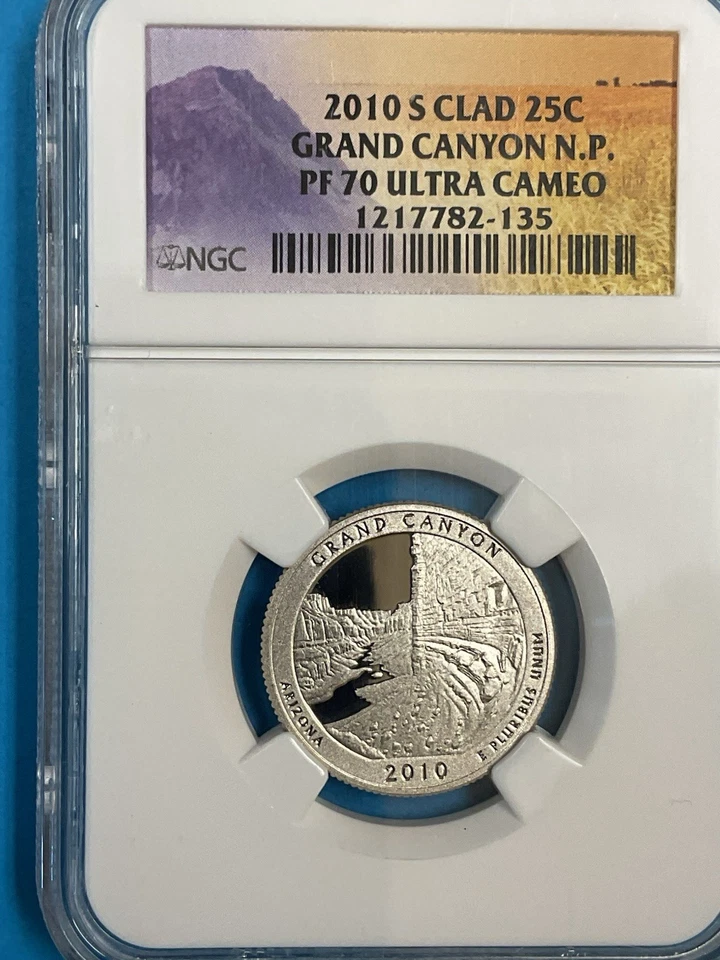 2010 S CLAD 25C
GRAND CANYON N.P.
PF 70 ULTRA CAMEO
1217782-135
NGC
GRAND CANYON
ARIZONA
2010
E PLURIBUS UNUM